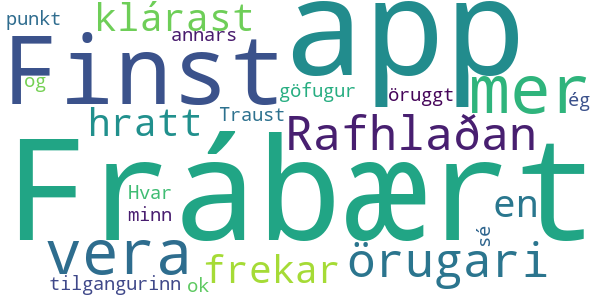 punkt klárast app
annars
Finst mer
og göfugur öruggt ég
hratt Traust Rafhlaðan
Frábært
Hvar en
minn
vera sé örugari
frekar
tilgangurinn ok